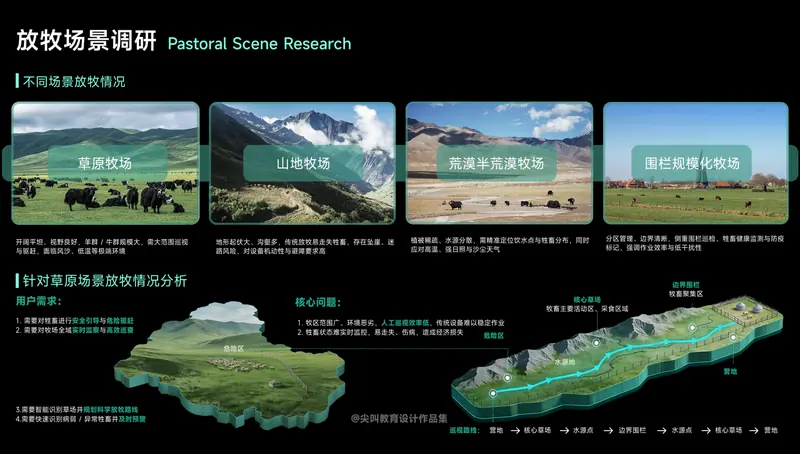 放牧场景调研 Pastoral Scene Research
不同场景放牧情况
草原牧场
山地牧场
荒漠半荒漠牧场
围栏规模化牧场
开阔平坦、视野良好，羊群 / 牛群规模大，需大范围巡视
与驱赶，面临风沙、低温等极端环境
地形起伏大、沟壑多，传统放牧易走失牲畜，存在坠崖、迷
路风险，对设备机动性与避障要求高
植被稀疏、水源分散，需精准定位饮水点与牲畜分布，同时
应对高温、强日照与沙尘天气
分区管理、边界清晰，侧重围栏巡检、牲畜健康监测与防疫
标记，强调作业效率与低干扰性
针对草原场景放牧情况分析
用户需求：
1. 需要对牲畜进行安全引导与危险驱赶
2. 需要对牧场全域实时监察与高效巡查
危险区
3.需要智能识别草场并规划科学放牧路线
4.需要快速识别病弱 / 异常牲畜并及时预警
核心问题：
1. 牧区范围广、环境恶劣，人工巡视效率低、传统设备难以稳定作业
2. 牲畜状态难实时监控，易走失、伤病，造成经济损失
危险区
核心草场
牲畜主要活动区、采食区域
边界围栏
牲畜聚集区
水源地
营地
@尖叫教育设计作品集
巡视路线： 营地 → 核心草场 → 水源点 → 边界围栏 → 水源点 → 核心草场 → 营地